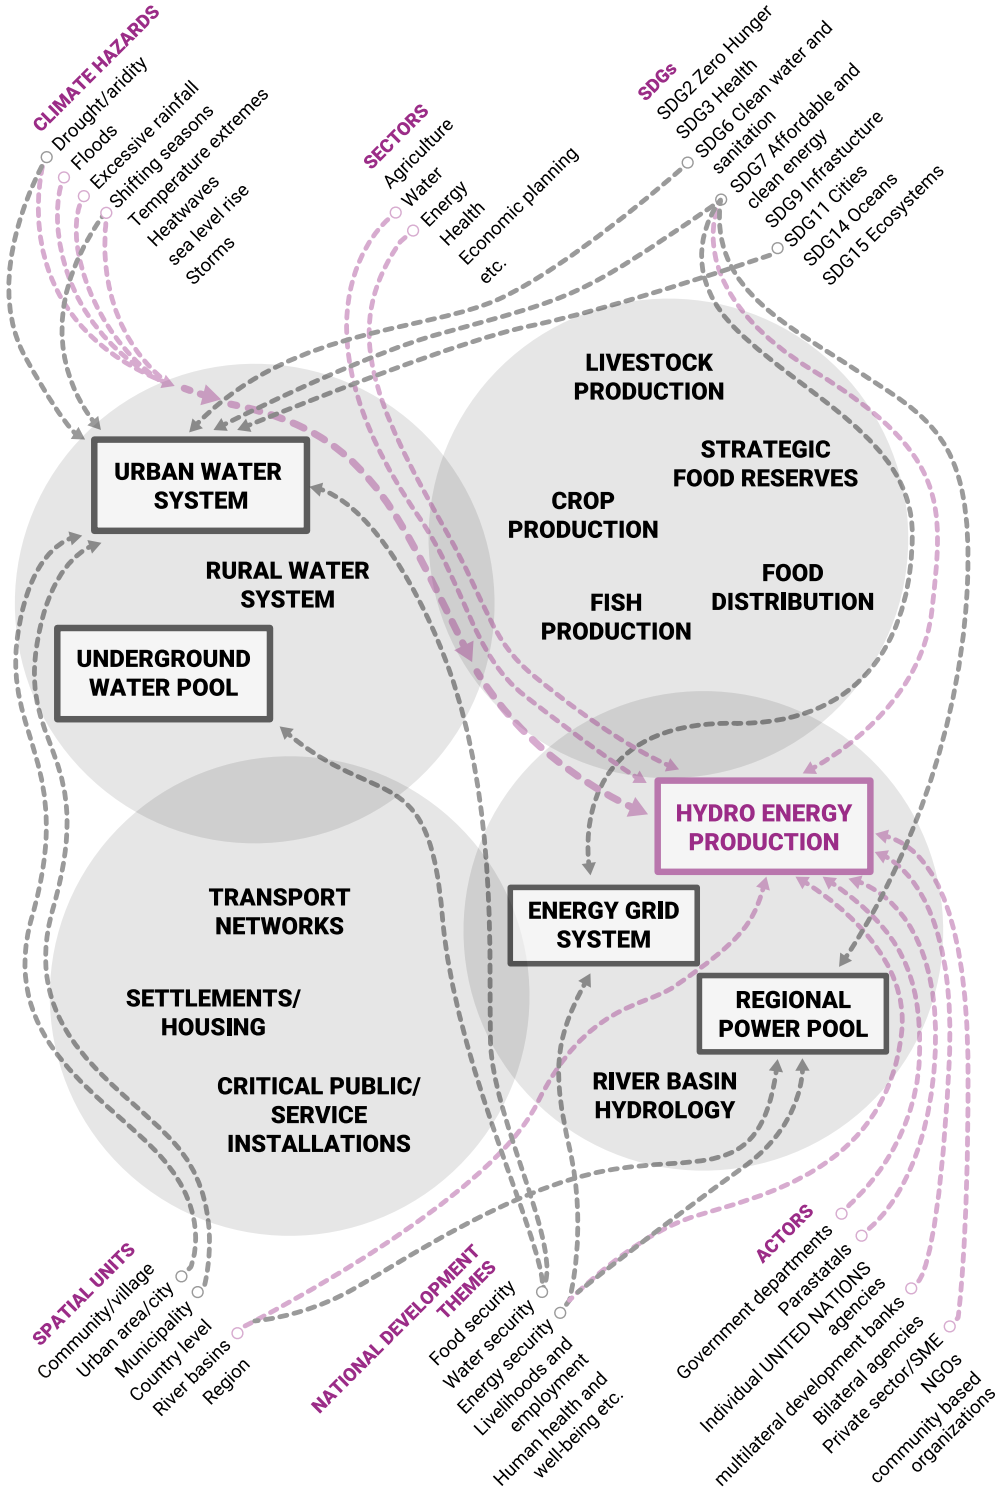 CLIMATE HAZARDS
Drought/aridity
Floods
Excessive rainfall
Shifting seasons
Temperature extremes
Heatwaves
sea level rise
Storms
SECTORS
Agriculture
Water
Energy
Health
Economic planning
etc.
SDGs
SDG2 Zero Hunger
SDG3 Health
SDG6 Clean water and
sanitation
SDG7 Affordable and
clean energy
SDG9 Infrastucture
SDG11 Cities
SDG14 Oceans
SDG15 Ecosystems
LIVESTOCK
PRODUCTION
STRATEGIC
FOOD RESERVES
CROP
PRODUCTION
FOOD
DISTRIBUTION
FISH
PRODUCTION
URBAN WATER
SYSTEM
RURAL WATER
SYSTEM
UNDERGROUND
WATER POOL
HYDRO ENERGY
PRODUCTION
ENERGY GRID
SYSTEM
REGIONAL
POWER POOL
RIVER BASIN
HYDROLOGY
TRANSPORT
NETWORKS
SETTLEMENTS/
HOUSING
CRITICAL PUBLIC/
SERVICE
INSTALLATIONS
SPATIAL UNITS
Community/village
Urban area/city
Municipality
Country level
River basins
Region
NATIONAL DEVELOPMENT
THEMES
Food security
Water security
Energy security
Livelihoods and
employment
Human health and
well-being etc.
ACTORS
Government departments
Parastatals
Individual UNITED NATIONS
agencies
multilateral development banks
Bilateral agencies
Private sector/SME
NGOs
community based
organizations